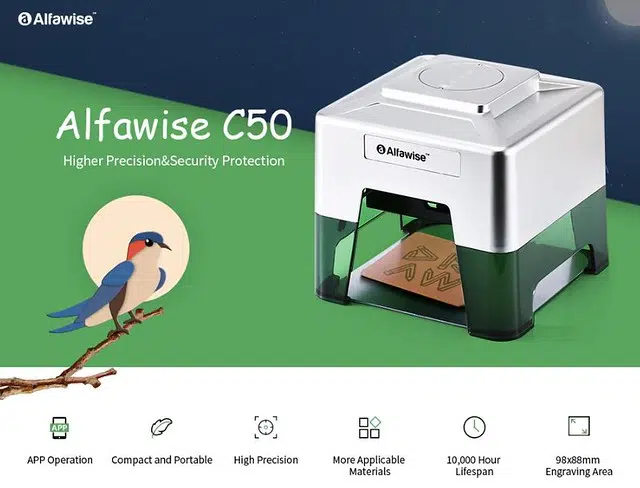 Alfawise™
Alfawise C50
Higher Precision&Security Protection
Alfawise™
APP
APP Operation
Compact and Portable
High Precision
More Applicable
Materials
10,000 Hour
Lifespan
98x88mm
Engraving Area